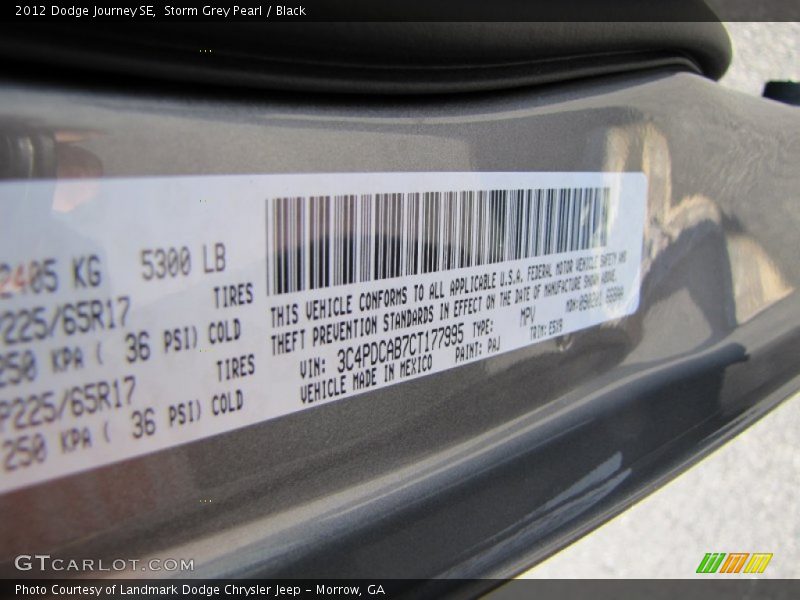 2012 Dodge Journey SE, Storm Grey Pearl / Black
2405 KG 5300 LB
P225/65R17 TIRES
250 KPA ( 36 PSI) COLD
P225/65R17 TIRES
250 KPA ( 36 PSI) COLD
THIS VEHICLE CONFORMS TO ALL APPLICABLE U.S.A. FEDERAL MOTOR VEHICLE SAFETY AND
THEFT PREVENTION STANDARDS IN EFFECT ON THE DATE OF MANUFACTURE SHOWN ABOVE.
VIN: 3C4PDCAB7CT177995 TYPE: MPV
VEHICLE MADE IN MEXICO PAINT: PAJ TRIM: E5X9
GTCARLOT.COM
Photo Courtesy of Landmark Dodge Chrysler Jeep – Morrow, GA